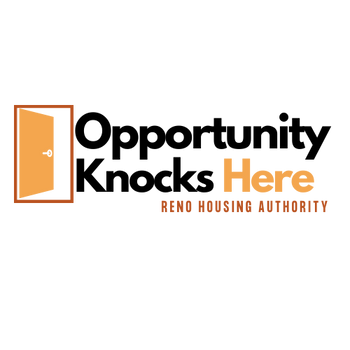 Opportunity
Knocks Here
RENO HOUSING AUTHORITY